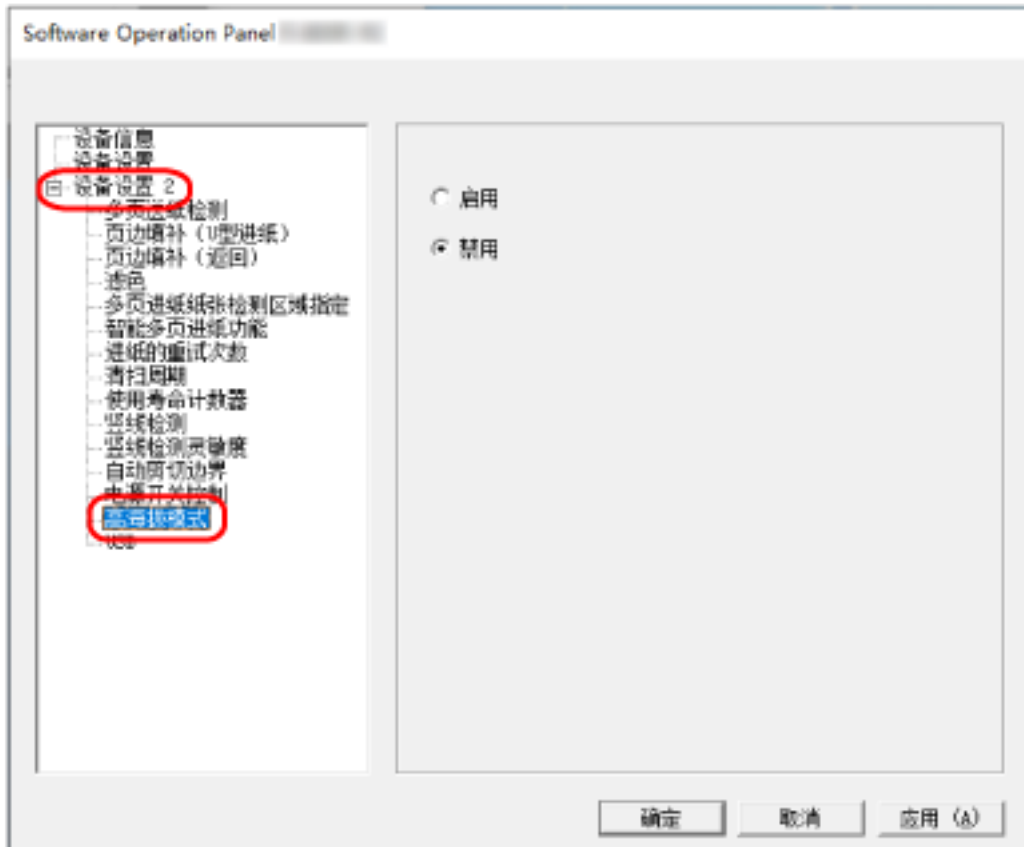 Software Operation Panel
设备信息
设备设置
设备设置 2
多页送纸检测
页边填补（U型进纸）
页边填补（返回）
滤色
多页进纸纸张检测区域指定
智能多页进纸功能
进纸的重试次数
清扫周期
使用寿命计数器
竖线检测
竖线检测灵敏度
自动剪切边界
电源开关控制
高海拔模式
USB
启用
禁用
确定
取消
应用 (A)